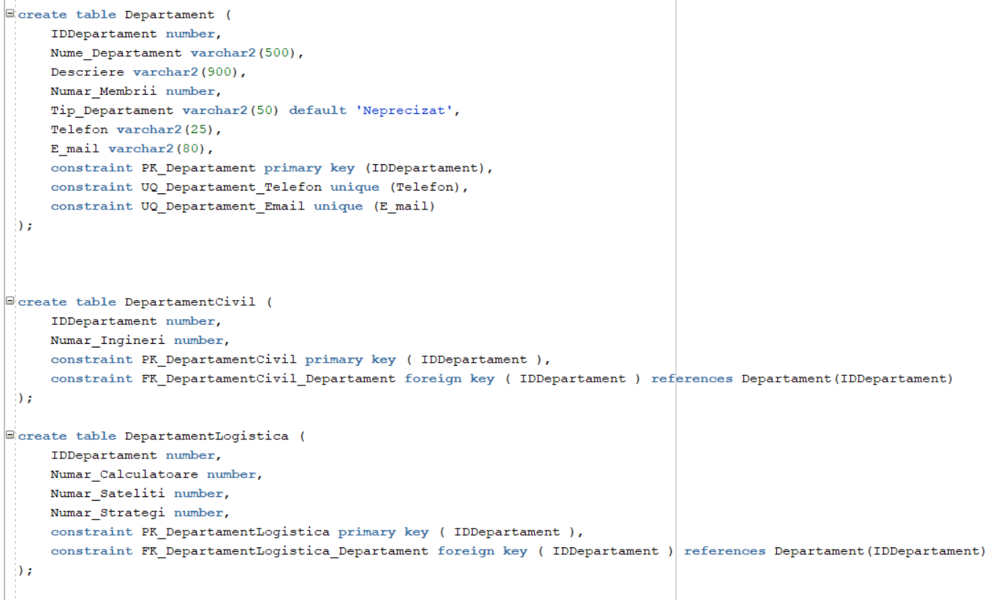 create table Departament (
    IDDepartament number,
    Nume_Departament varchar2(500),
    Descriere varchar2(900),
    Numar_Membrii number,
    Tip_Departament varchar2(50) default 'Neprecizat',
    Telefon varchar2(25),
    E_mail varchar2(80),
    constraint PK_Departament primary key (IDDepartament),
    constraint UQ_Departament_Telefon unique (Telefon),
    constraint UQ_Departament_Email unique (E_mail)
);
create table DepartamentCivil (
    IDDepartament number,
    Numar_Ingineri number,
    constraint PK_DepartamentCivil primary key ( IDDepartament ),
    constraint FK_DepartamentCivil_Departament foreign key ( IDDepartament ) references Departament(IDDepartament)
);
create table DepartamentLogistica (
    IDDepartament number,
    Numar_Calculatoare number,
    Numar_Sateliti number,
    Numar_Strategi number,
    constraint PK_DepartamentLogistica primary key ( IDDepartament ),
    constraint FK_DepartamentLogistica_Departament foreign key ( IDDepartament ) references Departament(IDDepartament)
);